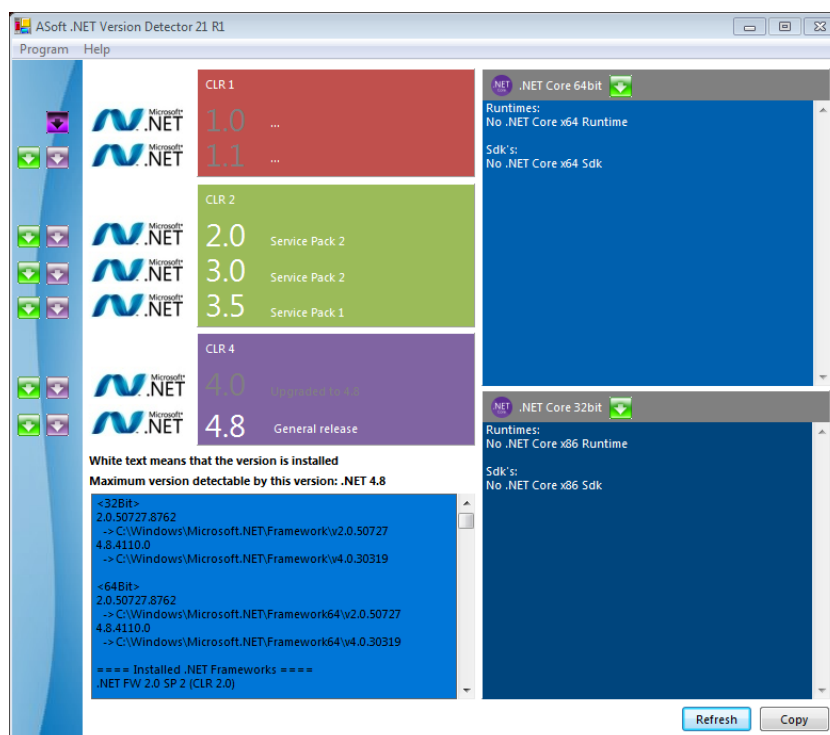 ASoft .NET Version Detector 21 R1
Program Help
CLR 1
Microsoft .NET 1.0 ...
Microsoft .NET 1.1 ...
CLR 2
Microsoft .NET 2.0 Service Pack 2
Microsoft .NET 3.0 Service Pack 2
Microsoft .NET 3.5 Service Pack 1
CLR 4
Microsoft .NET 4.0 Upgraded to 4.8
Microsoft .NET 4.8 General release
White text means that the version is installed
Maximum version detectable by this version: .NET 4.8
<32Bit>
2.0.50727.8762
-> C:\Windows\Microsoft.NET\Framework\v2.0.50727
4.8.4110.0
-> C:\Windows\Microsoft.NET\Framework\v4.0.30319
<64Bit>
2.0.50727.8762
-> C:\Windows\Microsoft.NET\Framework64\v2.0.50727
4.8.4110.0
-> C:\Windows\Microsoft.NET\Framework64\v4.0.30319
==== Installed .NET Frameworks ====
.NET FW 2.0 SP 2 (CLR 2.0)
.NET .NET Core 64bit
Runtimes:
No .NET Core x64 Runtime
Sdk's:
No .NET Core x64 Sdk
.NET .NET Core 32bit
Runtimes:
No .NET Core x86 Runtime
Sdk's:
No .NET Core x86 Sdk
Refresh Copy